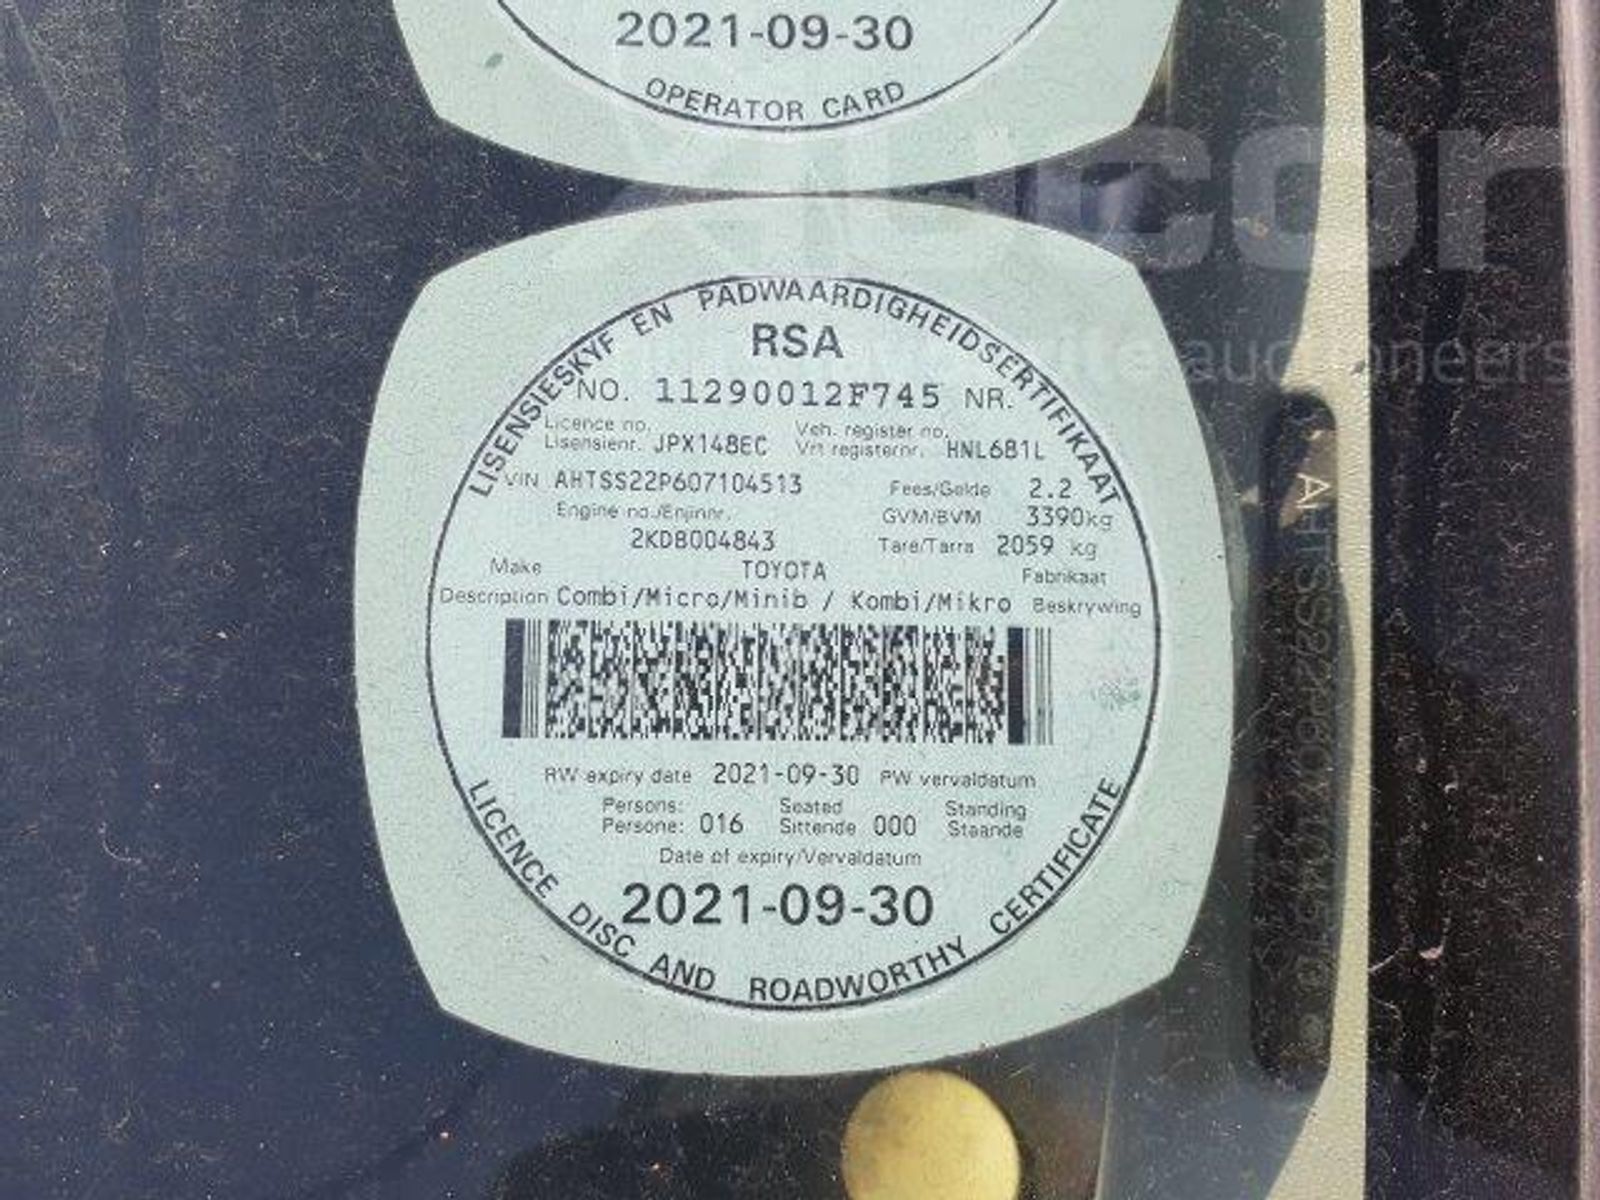 2021-09-30
OPERATOR CARD
Aucor
auctioneers
LISENSIESKYF EN PADWAARDIGHEIDSERTIFIKAAT
RSA
NO. 11290012F745 NR.
Licence no. Veh. register no.
Lisensienr. JPX148EC Vrt registernr. HNL681L
VIN AHTSS22P607104513 Fees/Gelde 2.2
Engine no./Enjinnr. GVM/BVM 3390kg
2KD8004843 Tare/Tarra 2059 kg
Make TOYOTA Fabrikaat
Description Combi/Micro/Minib / Kombi/Mikro Beskrywing
RW expiry date 2021-09-30 PW vervaldatum
Persons: Seated Standing
Persone: 016 Sittende 000 Staande
Date of expiry/Vervaldatum
2021-09-30
LICENCE DISC AND ROADWORTHY CERTIFICATE